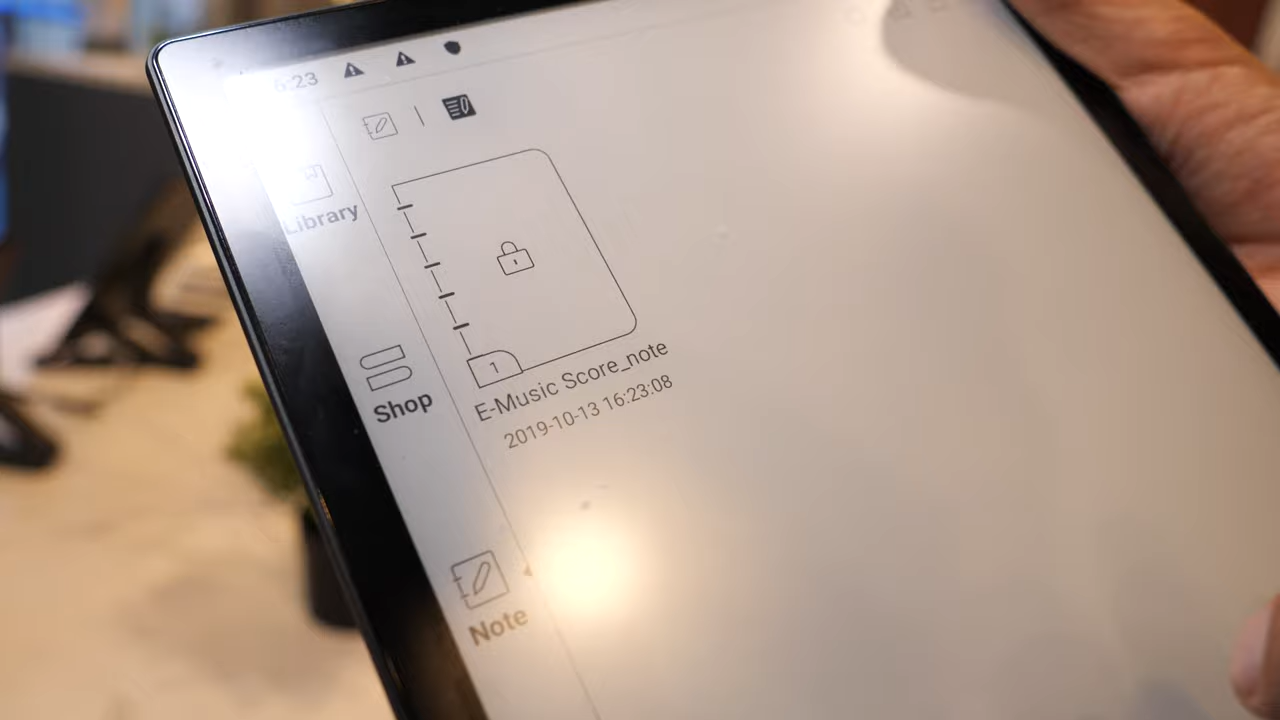 6:23
Library
1
E-Music Score_note
2019-10-13 16:23:08
Shop
Note